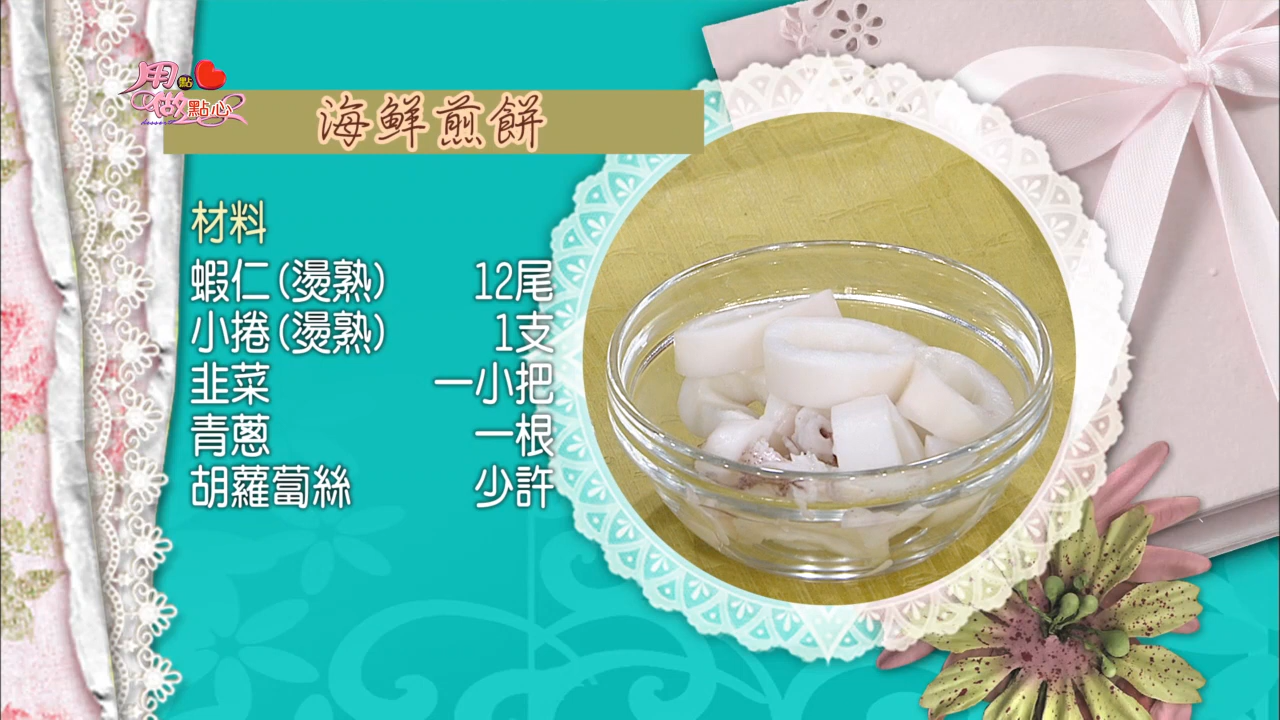 用點
做點心
dessert
海鮮煎餅
材料
蝦仁(燙熟) 12尾
小捲(燙熟) 1支
韭菜 一小把
青蔥 一根
胡蘿蔔絲 少許